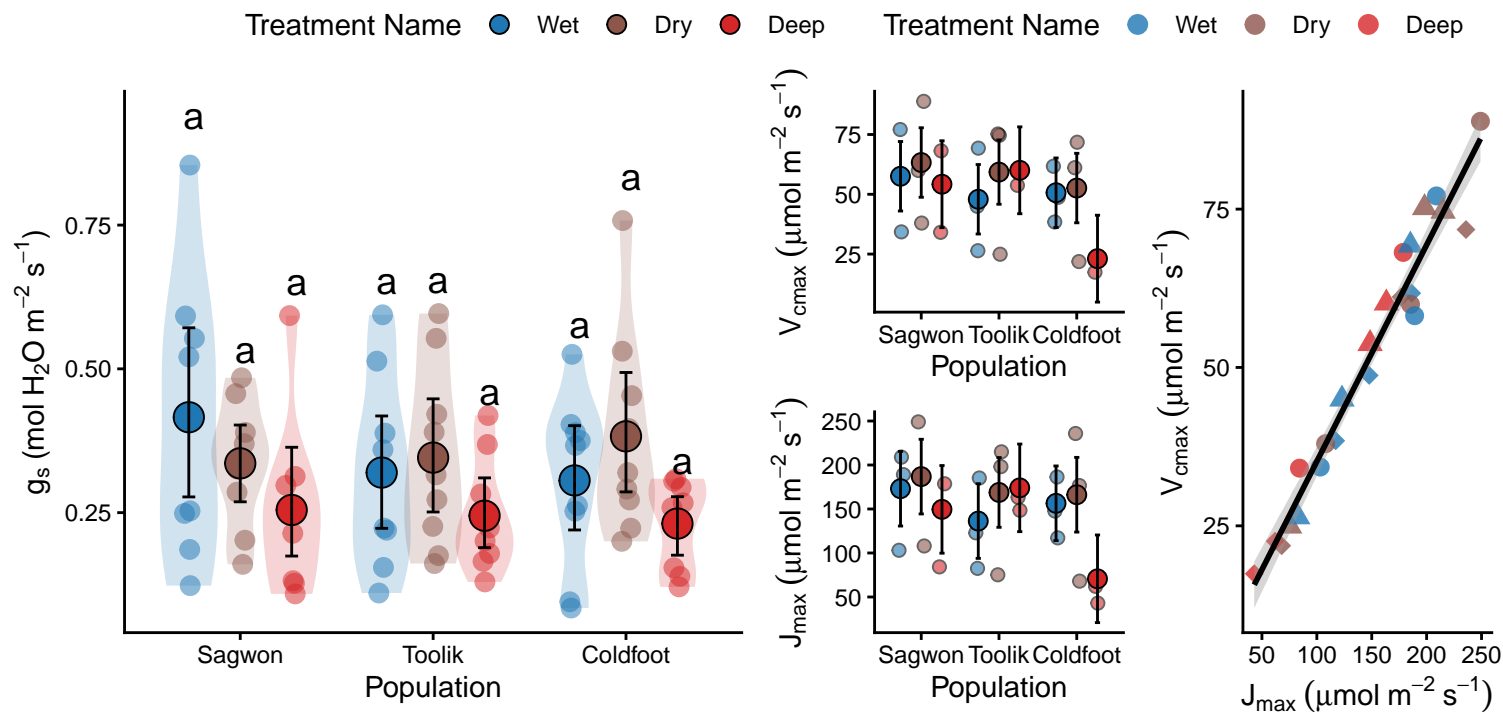 Treatment Name Wet Dry Deep
Treatment Name Wet Dry Deep
gₛ (mol H₂O m⁻² s⁻¹)
0.75
0.50
0.25
a
a
a
a
a
a
a
a
a
Sagwon Toolik Coldfoot
Population
V꜀ₘₐₓ (μmol m⁻² s⁻¹)
75
50
25
Sagwon Toolik Coldfoot
Population
Jₘₐₓ (μmol m⁻² s⁻¹)
250
200
150
100
50
Sagwon Toolik Coldfoot
Population
V꜀ₘₐₓ (μmol m⁻² s⁻¹)
75
50
25
50 100 150 200 250
Jₘₐₓ (μmol m⁻² s⁻¹)